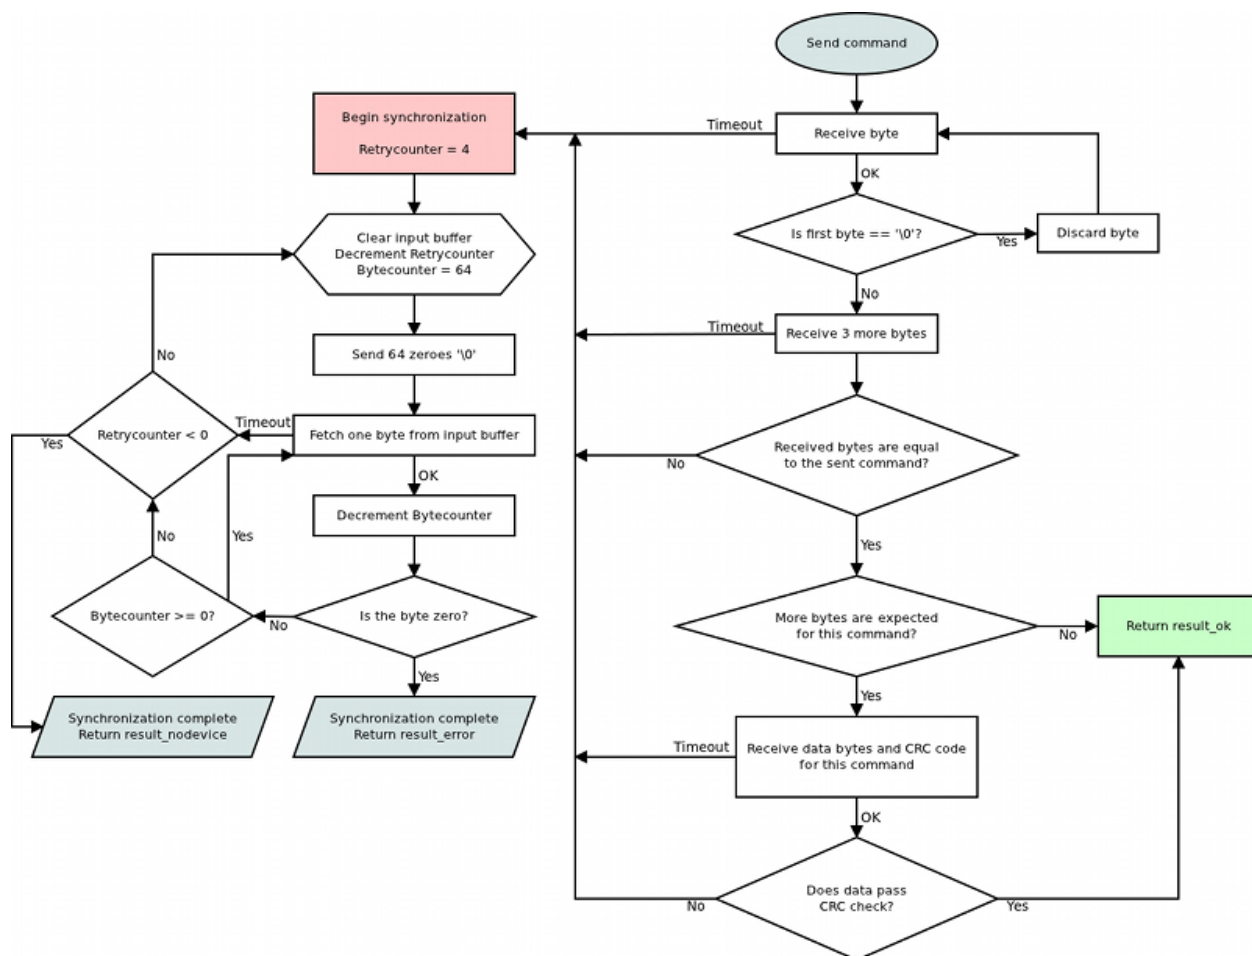 Send command
Begin synchronization
Retrycounter = 4
Timeout
Receive byte
OK
Is first byte == '\0'?
Yes
Discard byte
No
Clear input buffer
Decrement Retrycounter
Bytecounter = 64
Timeout
Receive 3 more bytes
Send 64 zeroes '\0'
No
Retrycounter < 0
Yes
Timeout
Fetch one byte from input buffer
OK
Received bytes are equal
to the sent command?
No
Yes
Decrement Bytecounter
No
Yes
Bytecounter >= 0?
Is the byte zero?
No
Yes
More bytes are expected
for this command?
No
Return result_ok
Yes
Synchronization complete
Return result_nodevice
Synchronization complete
Return result_error
Timeout
Receive data bytes and CRC code
for this command
OK
Does data pass
CRC check?
No
Yes